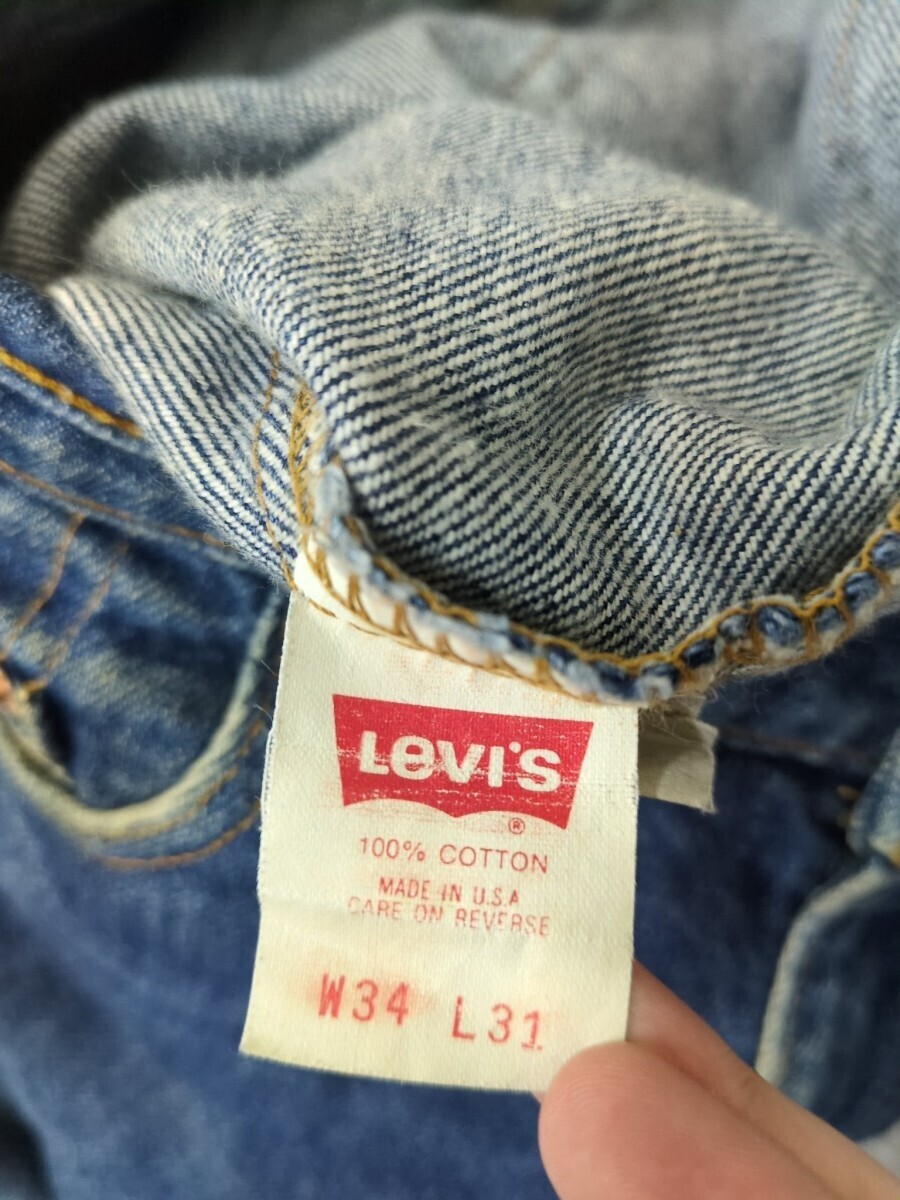 LEVI'S ®
100% COTTON
MADE IN U.S.A
CARE ON REVERSE
W34 L31